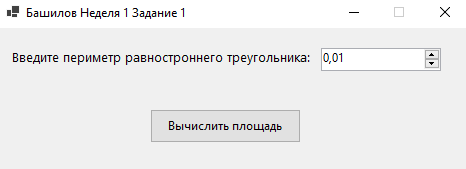 Башилов Неделя 1 Задание 1
Введите периметр равностроннего треугольника: 0,01
Вычислить площадь